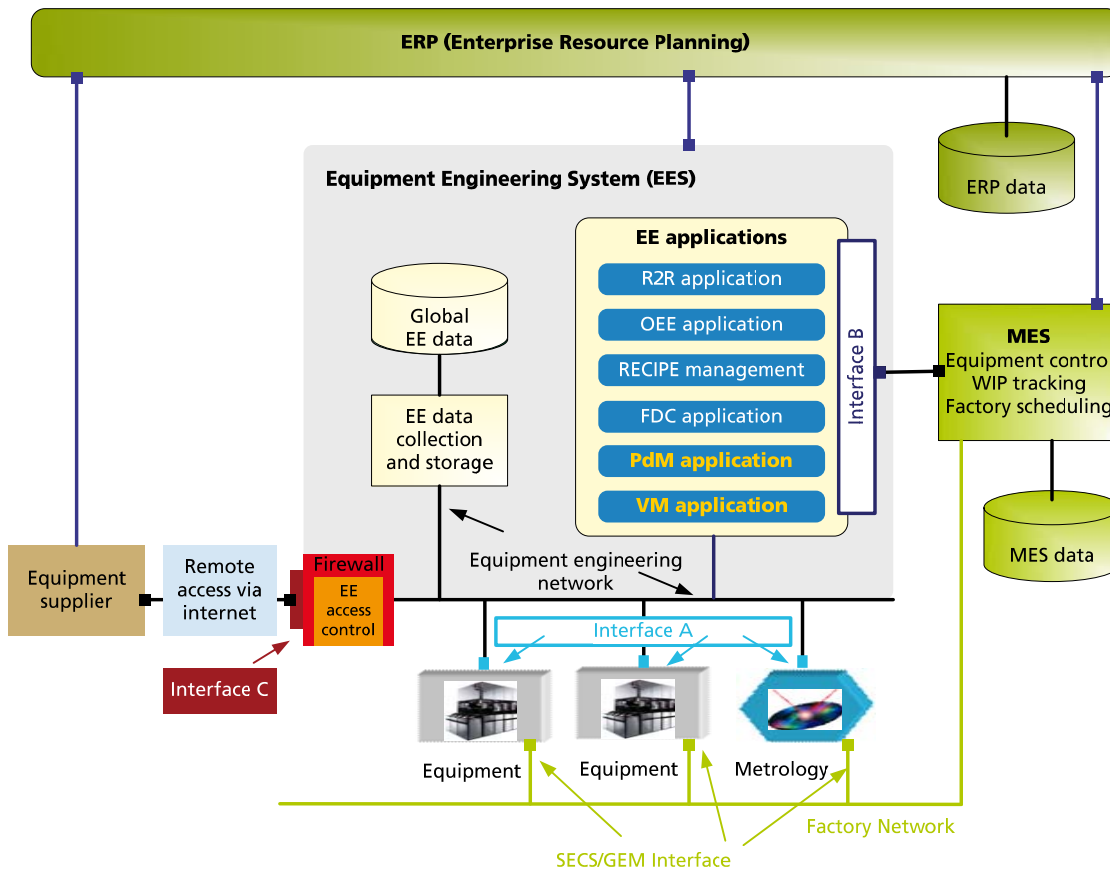 ERP (Enterprise Resource Planning)
ERP data
Equipment Engineering System (EES)
EE applications
R2R application
OEE application
RECIPE management
FDC application
PdM application
VM application
Interface B
Global
EE data
EE data
collection
and storage
MES
Equipment contro
WIP tracking
Factory scheduling
MES data
Equipment engineering
network
Equipment
supplier
Remote
access via
internet
Firewall
EE
access
control
Interface C
Interface A
Equipment
Equipment
Metrology
Factory Network
SECS/GEM Interface